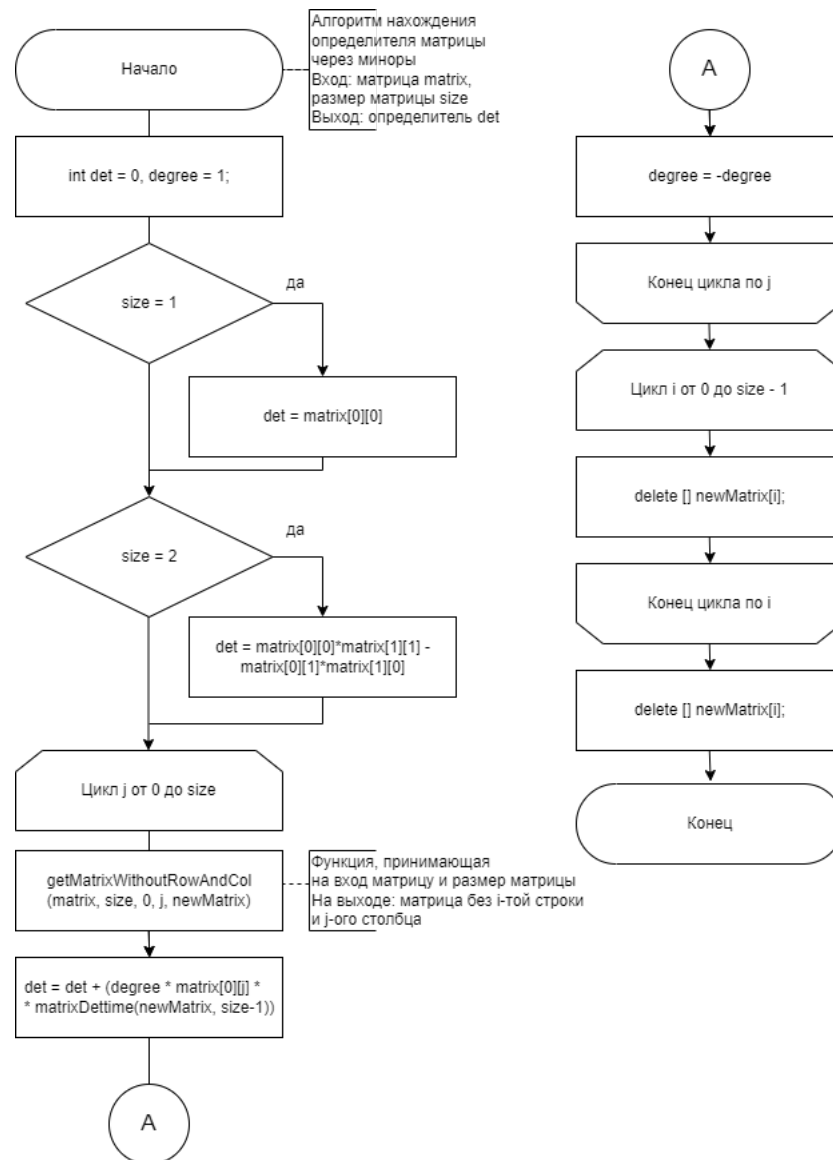 Начало
Алгоритм нахождения
определителя матрицы
через миноры
Вход: матрица matrix,
размер матрицы size
Выход: определитель det
int det = 0, degree = 1;
size = 1
да
det = matrix[0][0]
size = 2
да
det = matrix[0][0]*matrix[1][1] -
matrix[0][1]*matrix[1][0]
Цикл j от 0 до size
getMatrixWithoutRowAndCol
(matrix, size, 0, j, newMatrix)
Функция, принимающая
на вход матрицу и размер матрицы
На выходе: матрица без i-той строки
и j-ого столбца
det = det + (degree * matrix[0][j] *
* matrixDettime(newMatrix, size-1))
A
A
degree = -degree
Конец цикла по j
Цикл i от 0 до size - 1
delete [] newMatrix[i];
Конец цикла по i
delete [] newMatrix[i];
Конец